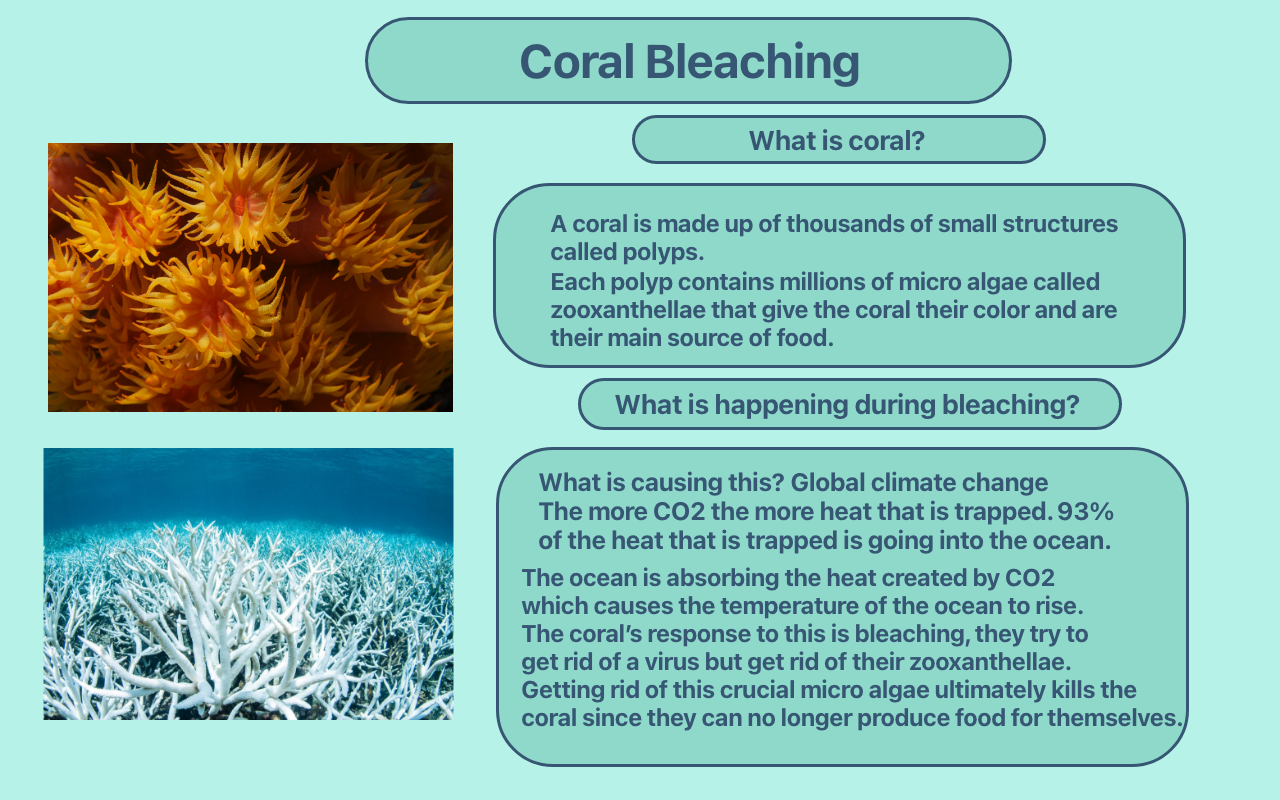 Coral Bleaching
What is coral?
A coral is made up of thousands of small structures
called polyps.
Each polyp contains millions of micro algae called
zooxanthellae that give the coral their color and are
their main source of food.
What is happening during bleaching?
What is causing this? Global climate change
The more CO2 the more heat that is trapped. 93%
of the heat that is trapped is going into the ocean.
The ocean is absorbing the heat created by CO2
which causes the temperature of the ocean to rise.
The coral’s response to this is bleaching, they try to
get rid of a virus but get rid of their zooxanthellae.
Getting rid of this crucial micro algae ultimately kills the
coral since they can no longer produce food for themselves.